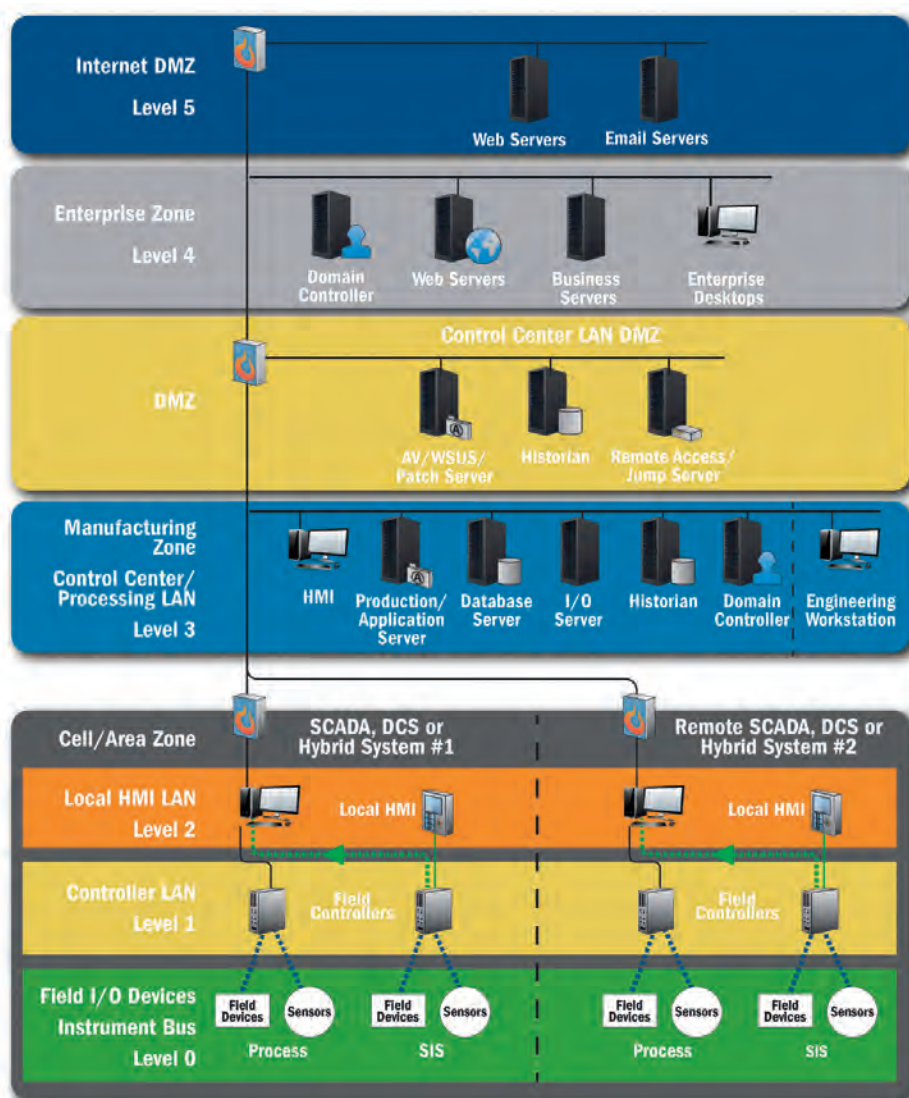 Internet DMZ
Level 5
Web Servers
Email Servers
Enterprise Zone
Level 4
Domain
Controller
Web Servers
Business
Servers
Enterprise
Desktops
Control Center LAN DMZ
DMZ
AV/WSUS/
Patch Server
Historian
Remote Access/
Jump Server
Manufacturing
Zone
Control Center/
Processing LAN
Level 3
HMI
Production/
Application
Server
Database
Server
I/O
Server
Historian
Domain
Controller
Engineering
Workstation
Cell/Area Zone
SCADA, DCS or
Hybrid System #1
Remote SCADA, DCS or
Hybrid System #2
Local HMI LAN
Level 2
Local HMI
Local HMI
Controller LAN
Level 1
Field
Controllers
Field
Controllers
Field I/O Devices
Instrument Bus
Level 0
Field
Devices
Sensors
Process
Field
Devices
Sensors
SIS
Field
Devices
Sensors
Process
Field
Devices
Sensors
SIS